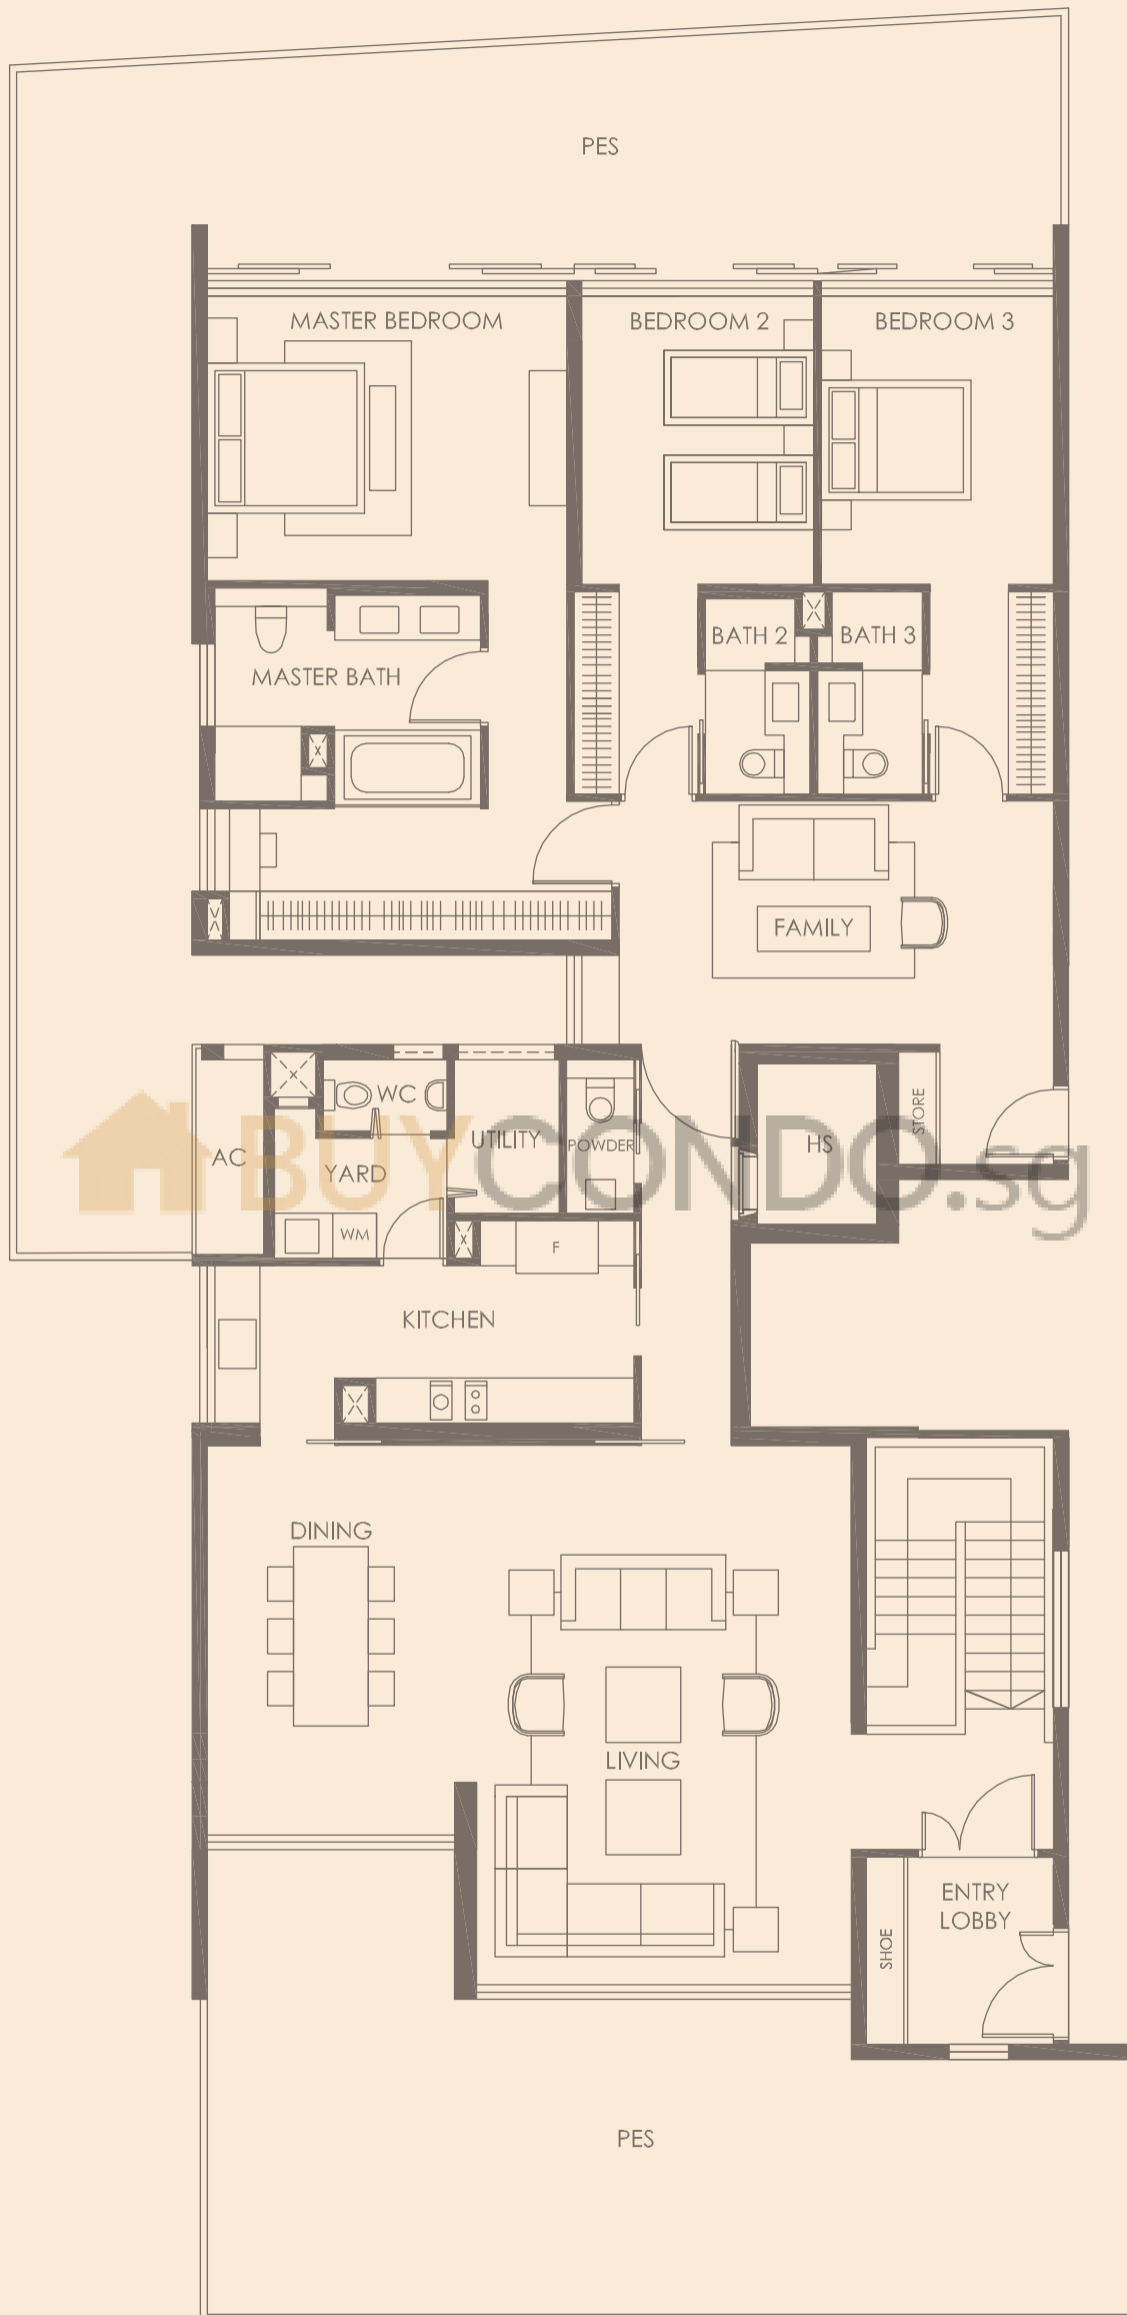 PES
MASTER BEDROOM
BEDROOM 2
BEDROOM 3
BATH 2
BATH 3
MASTER BATH
FAMILY
WC
STORE
UTILITY
POWDER
HS
AC
YARD
BUYCONDO.sg
WM
F
KITCHEN
DINING
LIVING
ENTRY
LOBBY
SHOE
PES